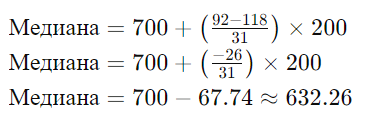 Медиана = 700 + (92−118/31) × 200
Медиана = 700 + (−26/31) × 200
Медиана = 700 − 67.74 ≈ 632.26